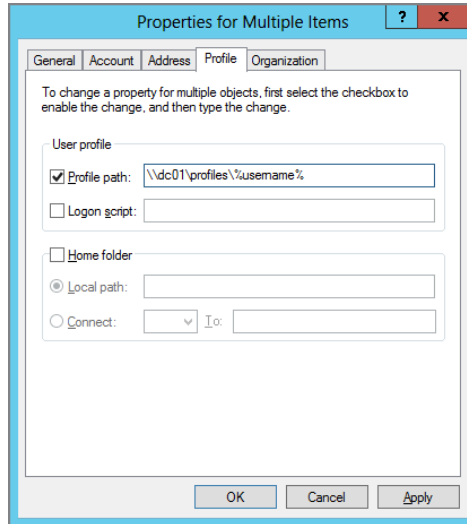 Properties for Multiple Items
? x
General Account Address Profile Organization
To change a property for multiple objects, first select the checkbox to
enable the change, and then type the change.
User profile
Profile path: \\dc01\profiles\%username%
Logon script:
Home folder
Local path:
Connect: To:
OK Cancel Apply